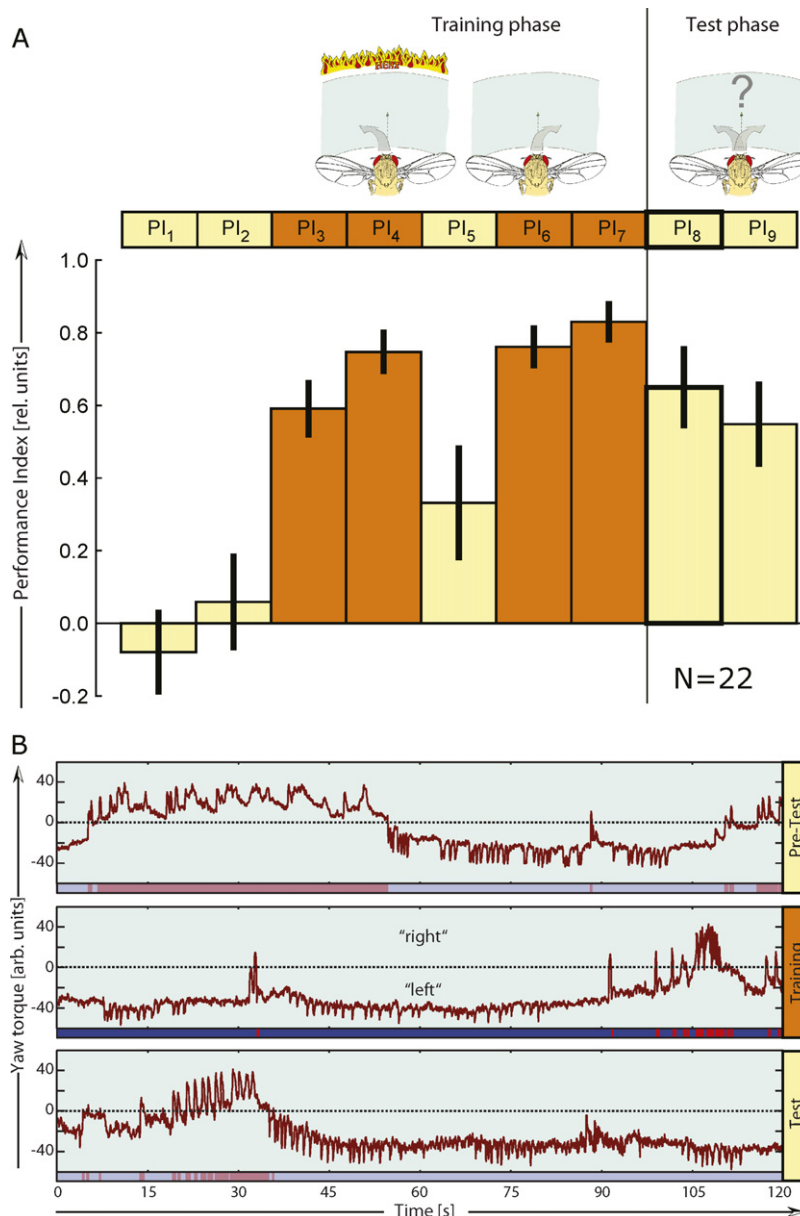 A
Training phase
Test phase
Heat
?
PI1 PI2 PI3 PI4 PI5 PI6 PI7 PI8 PI9
Performance Index [rel. units]
1.0
0.8
0.6
0.4
0.2
0.0
-0.2
N=22
B
Yaw torque [arb. units]
40
0
-40
Pre-Test
40
0
-40
"right"
"left"
Training
40
0
-40
Test
0 15 30 45 60 75 90 105 120
Time [s]